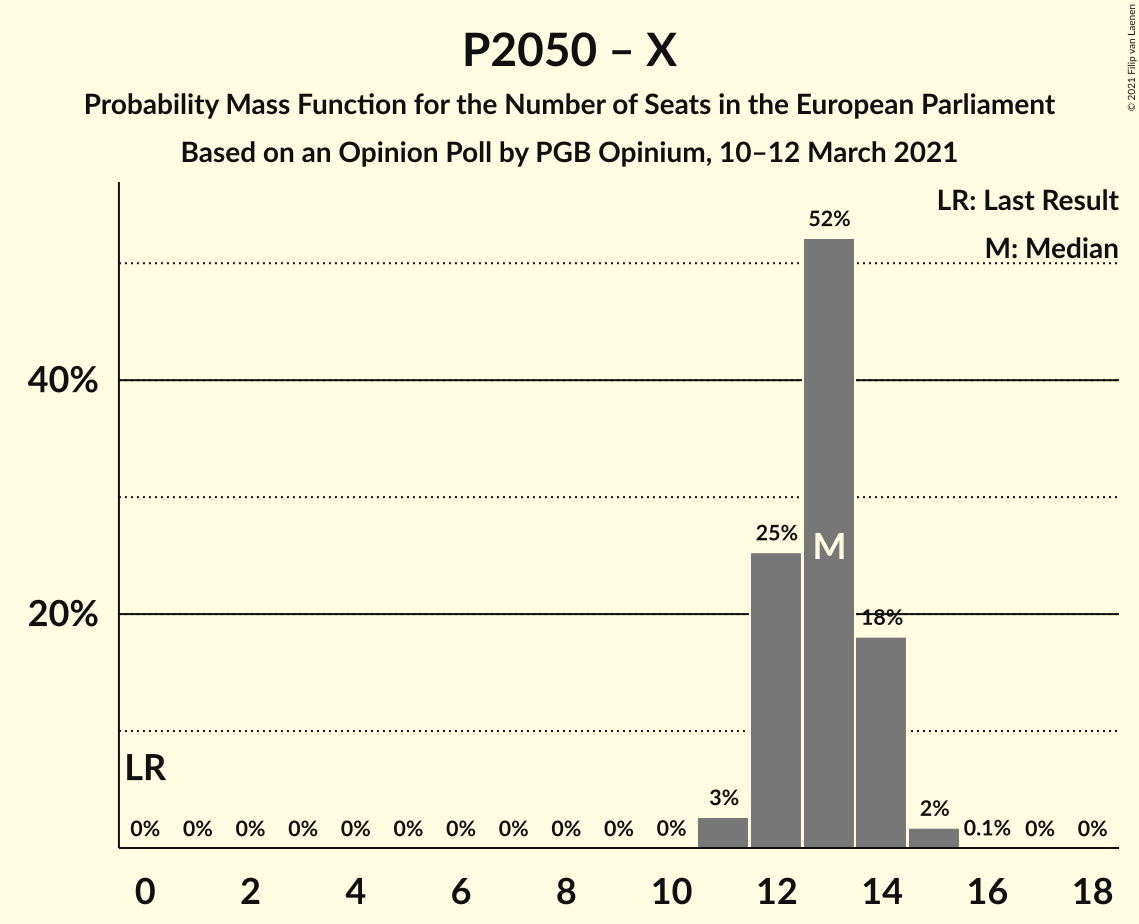 P2050 – X
Probability Mass Function for the Number of Seats in the European Parliament
Based on an Opinion Poll by PGB Opinium, 10–12 March 2021
© 2021 Filip van Laenen
LR: Last Result
M: Median
52%
40%
25%
M
20%
18%
LR
0% 0% 0% 0% 0% 0% 0% 0% 0% 0% 0% 3% 2% 0.1% 0% 0%
0 2 4 6 8 10 12 14 16 18